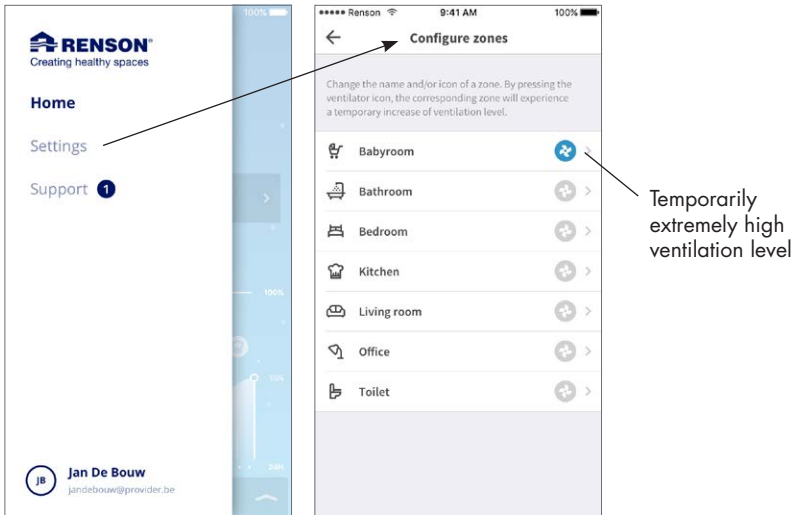 100%
RENSON®
Creating healthy spaces
Home
Settings
Support 1
100%
15%
24H
JB
Jan De Bouw
jandebouw@provider.be
Renson 9:41 AM 100%
Configure zones
Change the name and/or icon of a zone. By pressing the
ventilator icon, the corresponding zone will experience
a temporary increase of ventilation level.
Babyroom
Bathroom
Bedroom
Kitchen
Living room
Office
Toilet
Temporarily
extremely high
ventilation level